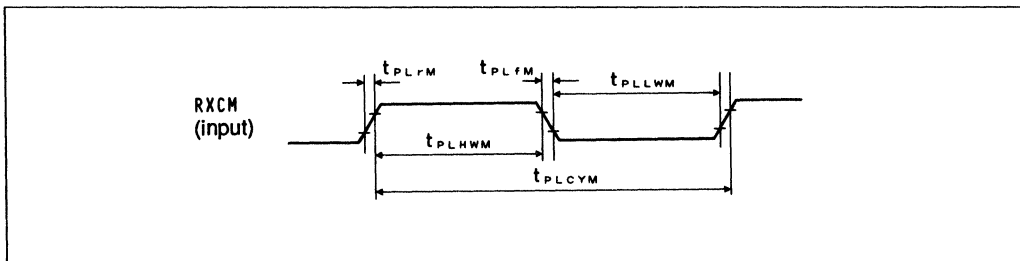 tPLrM
tPLfM
tPLLWM
RXCM
(input)
tPLHWM
tPLCYM